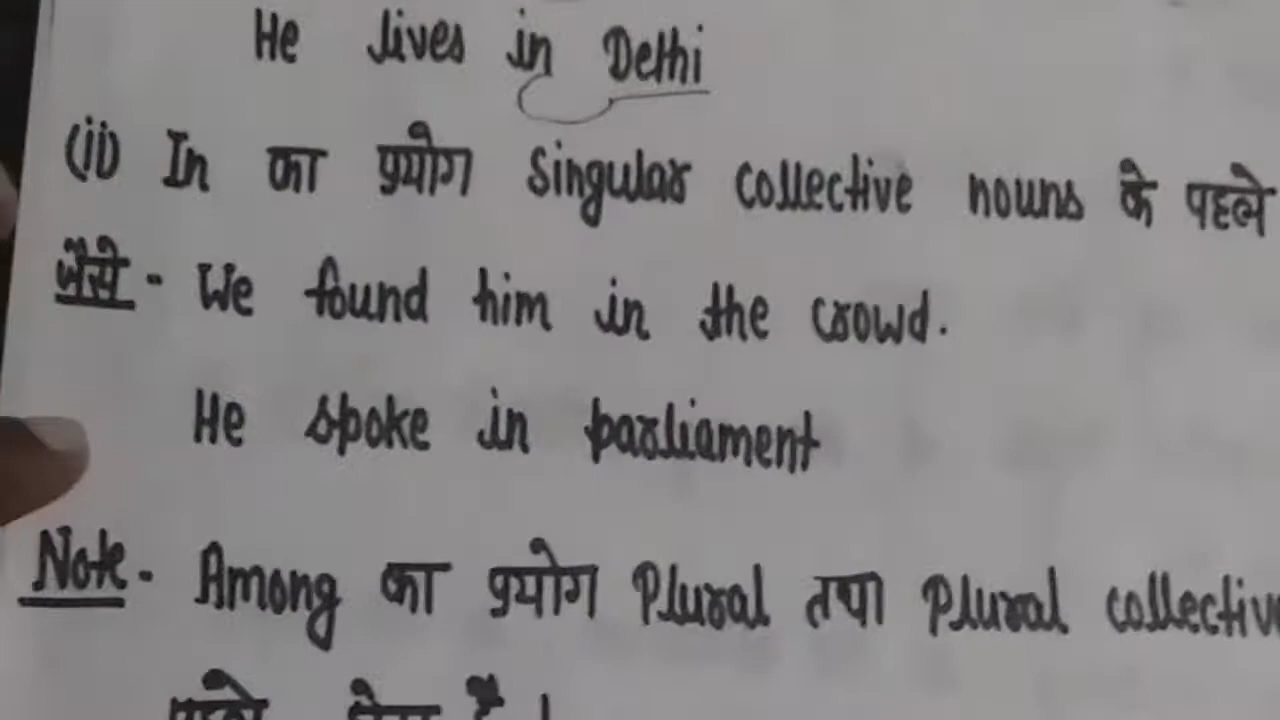 He lives in Delhi
(ii) In का प्रयोग singular collective nouns के पहले
जैसे - We found him in the crowd.
He spoke in parliament
Note - Among का प्रयोग Plural तथा Plural collective
पहले होता है।